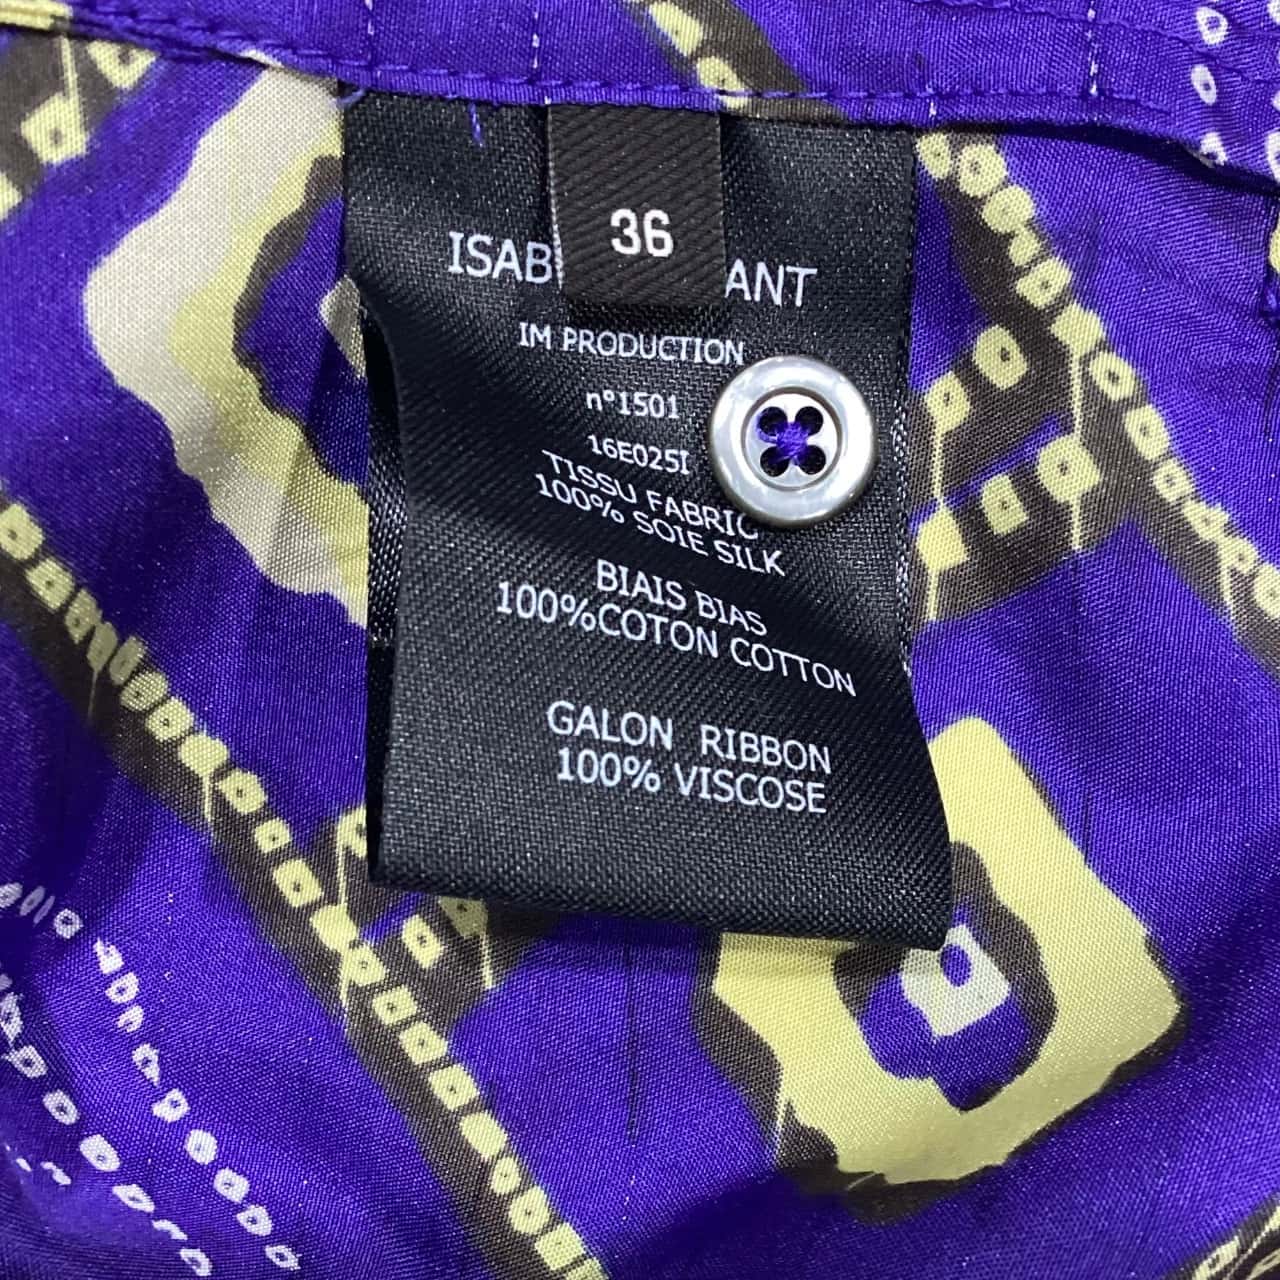 36
ISAB ANT
IM PRODUCTION
n°1501
16E025I
TISSU FABRIC
100% SOIE SILK
BIAIS BIAS
100%COTON COTTON
GALON RIBBON
100% VISCOSE